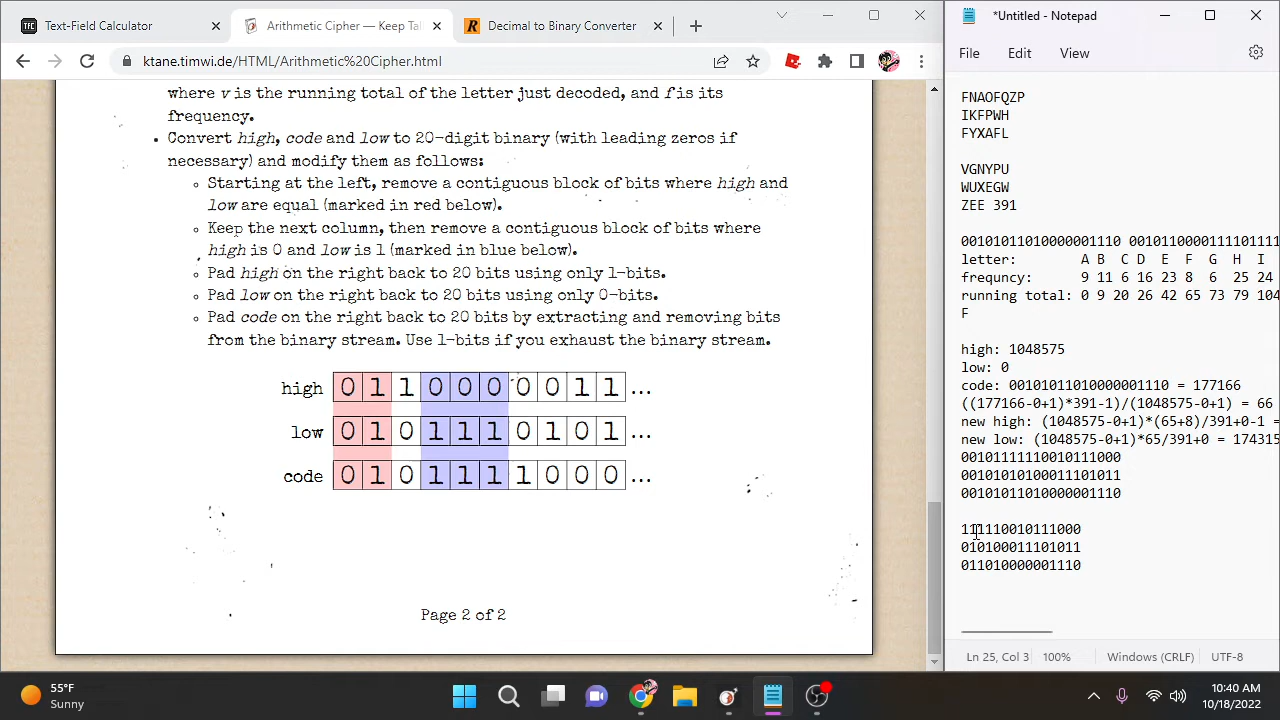 Text-Field Calculator
Arithmetic Cipher — Keep Tal
Decimal to Binary Converter
*Untitled - Notepad
ktane.timwi.de/HTML/Arithmetic%20Cipher.html
File Edit View
where v is the running total of the letter just decoded, and f is its
frequency.
• Convert high, code and low to 20-digit binary (with leading zeros if
necessary) and modify them as follows:
Starting at the left, remove a contiguous block of bits where high and
low are equal (marked in red below).
Keep the next column, then remove a contiguous block of bits where
high is 0 and low is 1 (marked in blue below).
Pad high on the right back to 20 bits using only 1-bits.
Pad low on the right back to 20 bits using only 0-bits.
Pad code on the right back to 20 bits by extracting and removing bits
from the binary stream. Use 1-bits if you exhaust the binary stream.
high 0 1 1 0 0 0 0 0 1 1 ...
low 0 1 0 1 1 1 0 1 0 1 ...
code 0 1 0 1 1 1 1 0 0 0 ...
Page 2 of 2
FNAOFQZP
IKFPWH
FYXAFL
VGNYPU
WUXEGW
ZEE 391
00101011010000001110 0010110000111101111
letter: A B C D E F G H I
frequncy: 9 11 6 16 23 8 6 25 24
running total: 0 9 20 26 42 65 73 79 104
F
high: 1048575
low: 0
code: 00101011010000001110 = 177166
((177166-0+1)*391-1)/(1048575-0+1) = 66
new high: (1048575-0+1)*(65+8)/391+0-1 =
new low: (1048575-0+1)*65/391+0 = 174315
00101111110010111000
00101010100011101011
00101011010000001110
111110010111000
010100011101011
011010000001110
Ln 25, Col 3 100% Windows (CRLF) UTF-8
55°F
Sunny
10:40 AM
10/18/2022